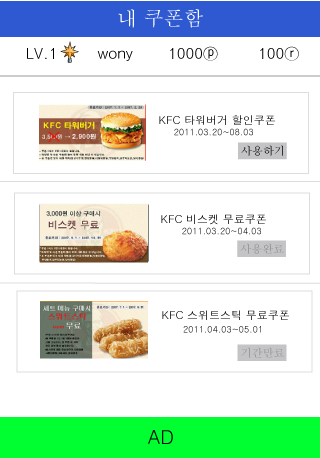 내 쿠폰함
LV.1 wony 1000ⓟ 100ⓡ
KFC 타워버거
2,900원
KFC 타워버거 할인쿠폰
2011.03.20~08.03
사용하기
3,000원 이상 구매시
비스켓 무료
KFC 비스켓 무료쿠폰
2011.03.20~04.03
사용완료
세트 메뉴 구매시
스위트스틱
무료
KFC 스위트스틱 무료쿠폰
2011.04.03~05.01
기간만료
AD